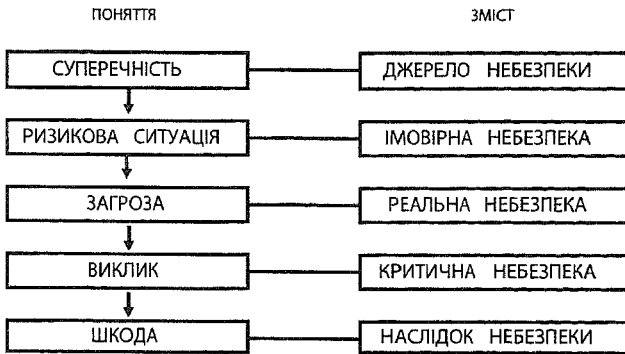 ПОНЯТТЯ ЗМІСТ
СУПЕРЕЧНІСТЬ ДЖЕРЕЛО НЕБЕЗПЕКИ
РИЗИКОВА СИТУАЦІЯ ІМОВІРНА НЕБЕЗПЕКА
ЗАГРОЗА РЕАЛЬНА НЕБЕЗПЕКА
ВИКЛИК КРИТИЧНА НЕБЕЗПЕКА
ШКОДА НАСЛІДОК НЕБЕЗПЕКИ